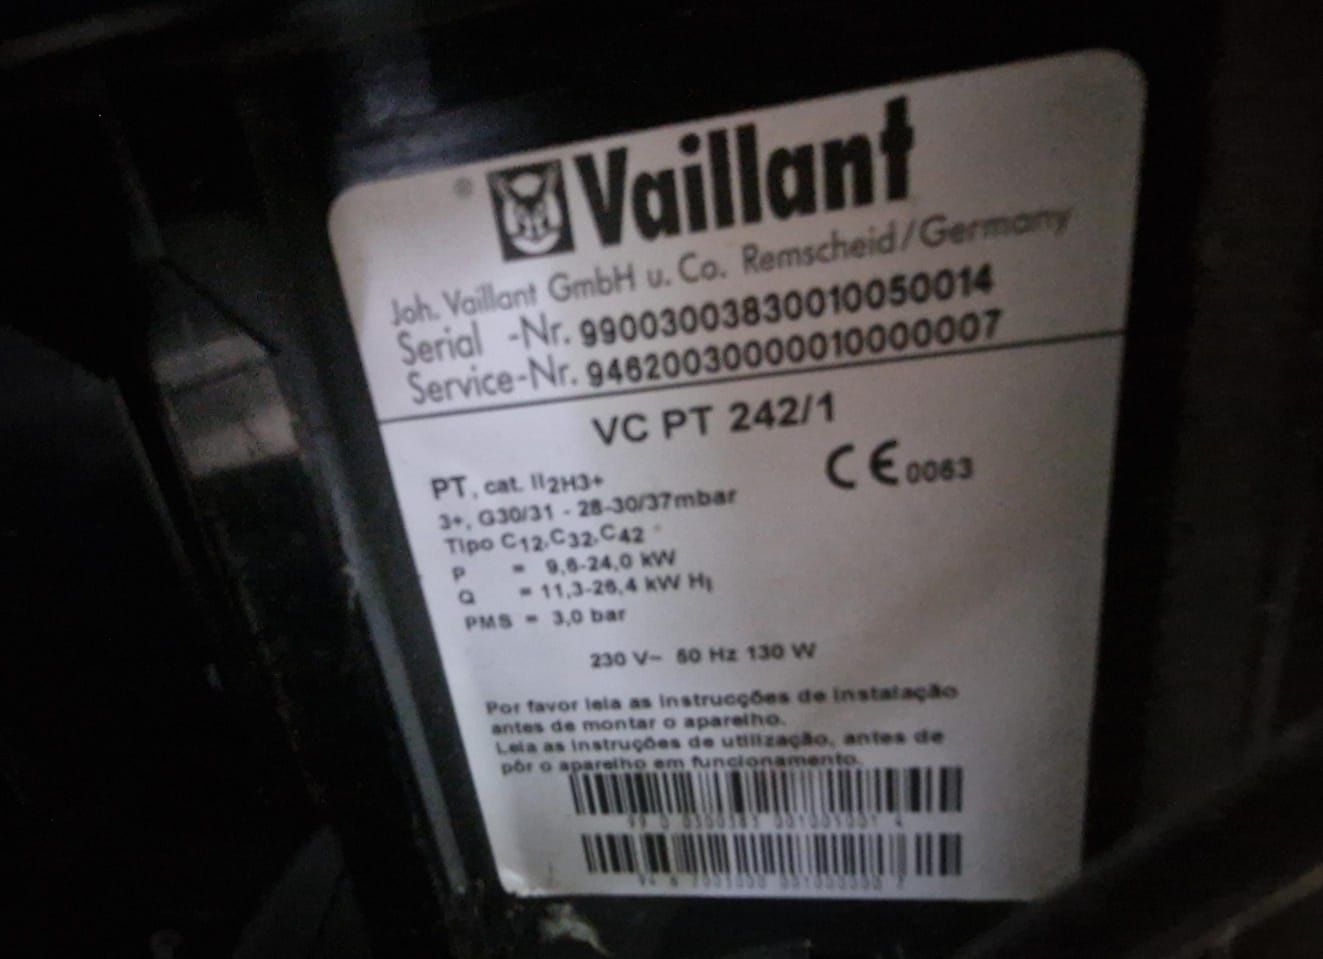 ® Vaillant
Joh. Vaillant GmbH u. Co. Remscheid/Germany
Serial -Nr. 99003003830010050014
Service-Nr. 94620030000010000007
VC PT 242/1
PT, cat. II2H3+
CE 0063
3+, G30/31 - 28-30/37mbar
Tipo C12,C32,C42
P = 9,6-24,0 kW
Q = 11,3-26,4 kW Hi
PMS = 3,0 bar
230 V~ 50 Hz 130 W
Por favor leia as instrucções de instalação
antes de montar o aparelho.
Leia as instruções de utilização, antes de
pôr o aparelho em funcionamento.